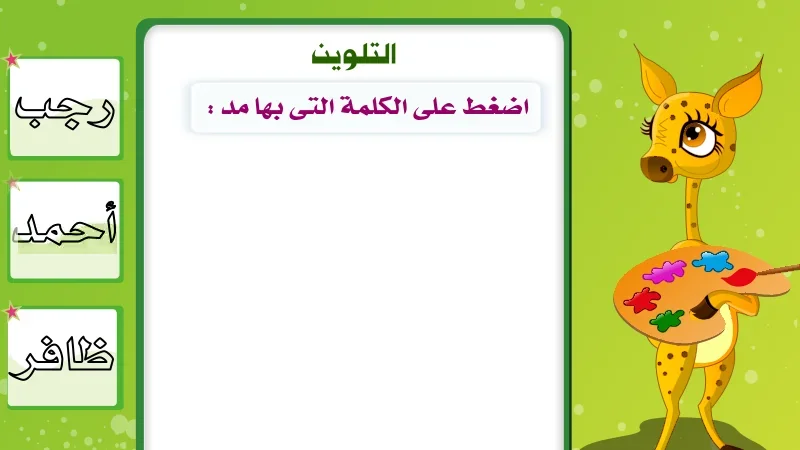 التلوين
اضغط على الكلمة التى بها مد :
رجب
أحمد
ظافر